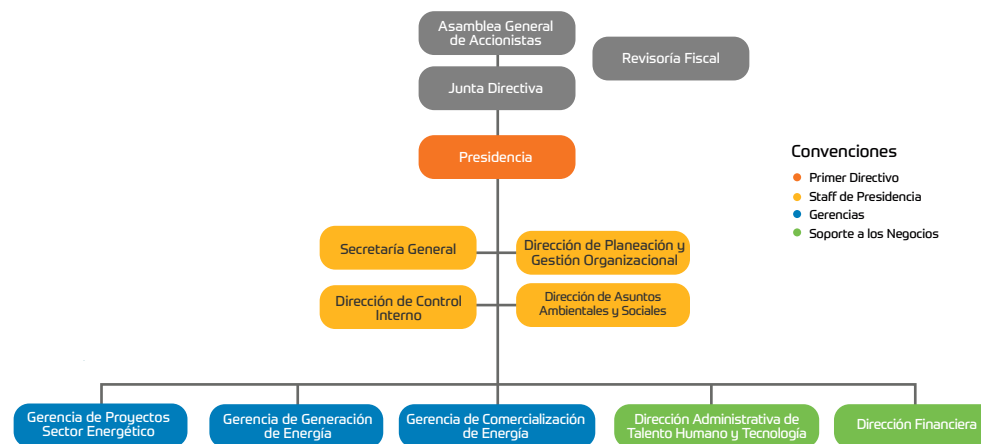 Asamblea General
de Accionistas
Revisoría Fiscal
Junta Directiva
Presidencia
Convenciones
Primer Directivo
Staff de Presidencia
Gerencias
Soporte a los Negocios
Secretaría General
Dirección de Planeación y
Gestión Organizacional
Dirección de Control
Interno
Dirección de Asuntos
Ambientales y Sociales
Gerencia de Proyectos
Sector Energético
Gerencia de Generación
de Energía
Gerencia de Comercialización
de Energía
Dirección Administrativa de
Talento Humano y Tecnología
Dirección Financiera